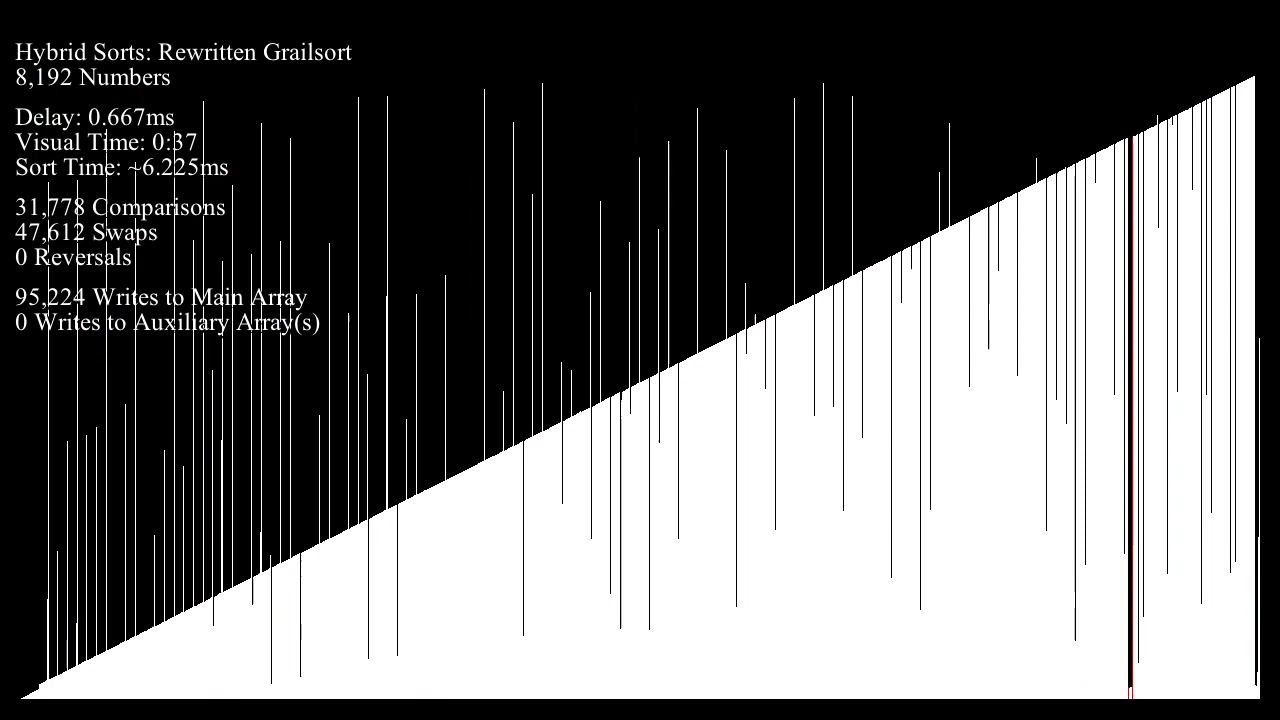 Hybrid Sorts: Rewritten Grailsort
8,192 Numbers
Delay: 0.667ms
Visual Time: 0:37
Sort Time: ~6.225ms
31,778 Comparisons
47,612 Swaps
0 Reversals
95,224 Writes to Main Array
0 Writes to Auxiliary Array(s)